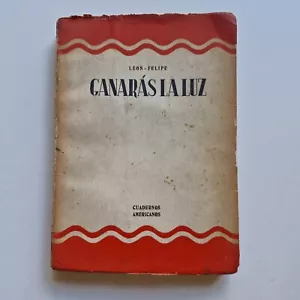 LEON-FELIPE
GANARÁS LA LUZ
CUADERNOS
AMERICANOS